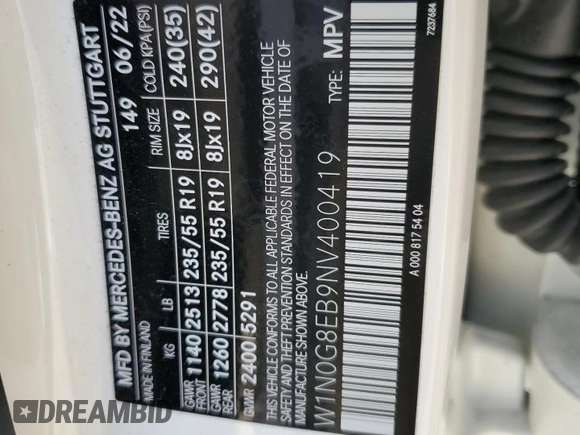 MFD BY MERCEDES-BENZ AG STUTTGART
MADE IN FINLAND 149 06/22
KG LB RIM SIZE COLD KPA (PSI)
GAWR FRONT 1140 2513 235/55 R19 8Jx19 240(35)
GAWR REAR 1260 2778 235/55 R19 8Jx19 290(42)
GVWR 2400 5291
THIS VEHICLE CONFORMS TO ALL APPLICABLE FEDERAL MOTOR VEHICLE
SAFETY AND THEFT PREVENTION STANDARDS IN EFFECT ON THE DATE OF
MANUFACTURE SHOWN ABOVE.
W1N0G8EB9NV400419 TYPE: MPV
A 000 817 54 04
7237684
DREAMBID